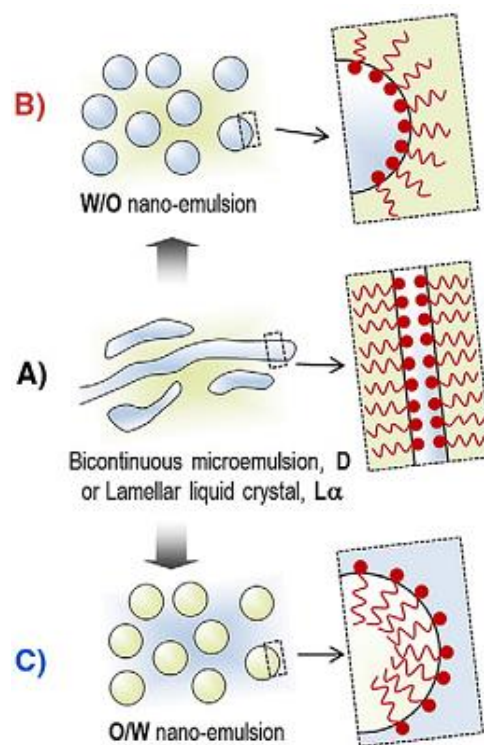 B)
W/O nano-emulsion
A)
Bicontinuous microemulsion, D
or Lamellar liquid crystal, Lα
C)
O/W nano-emulsion